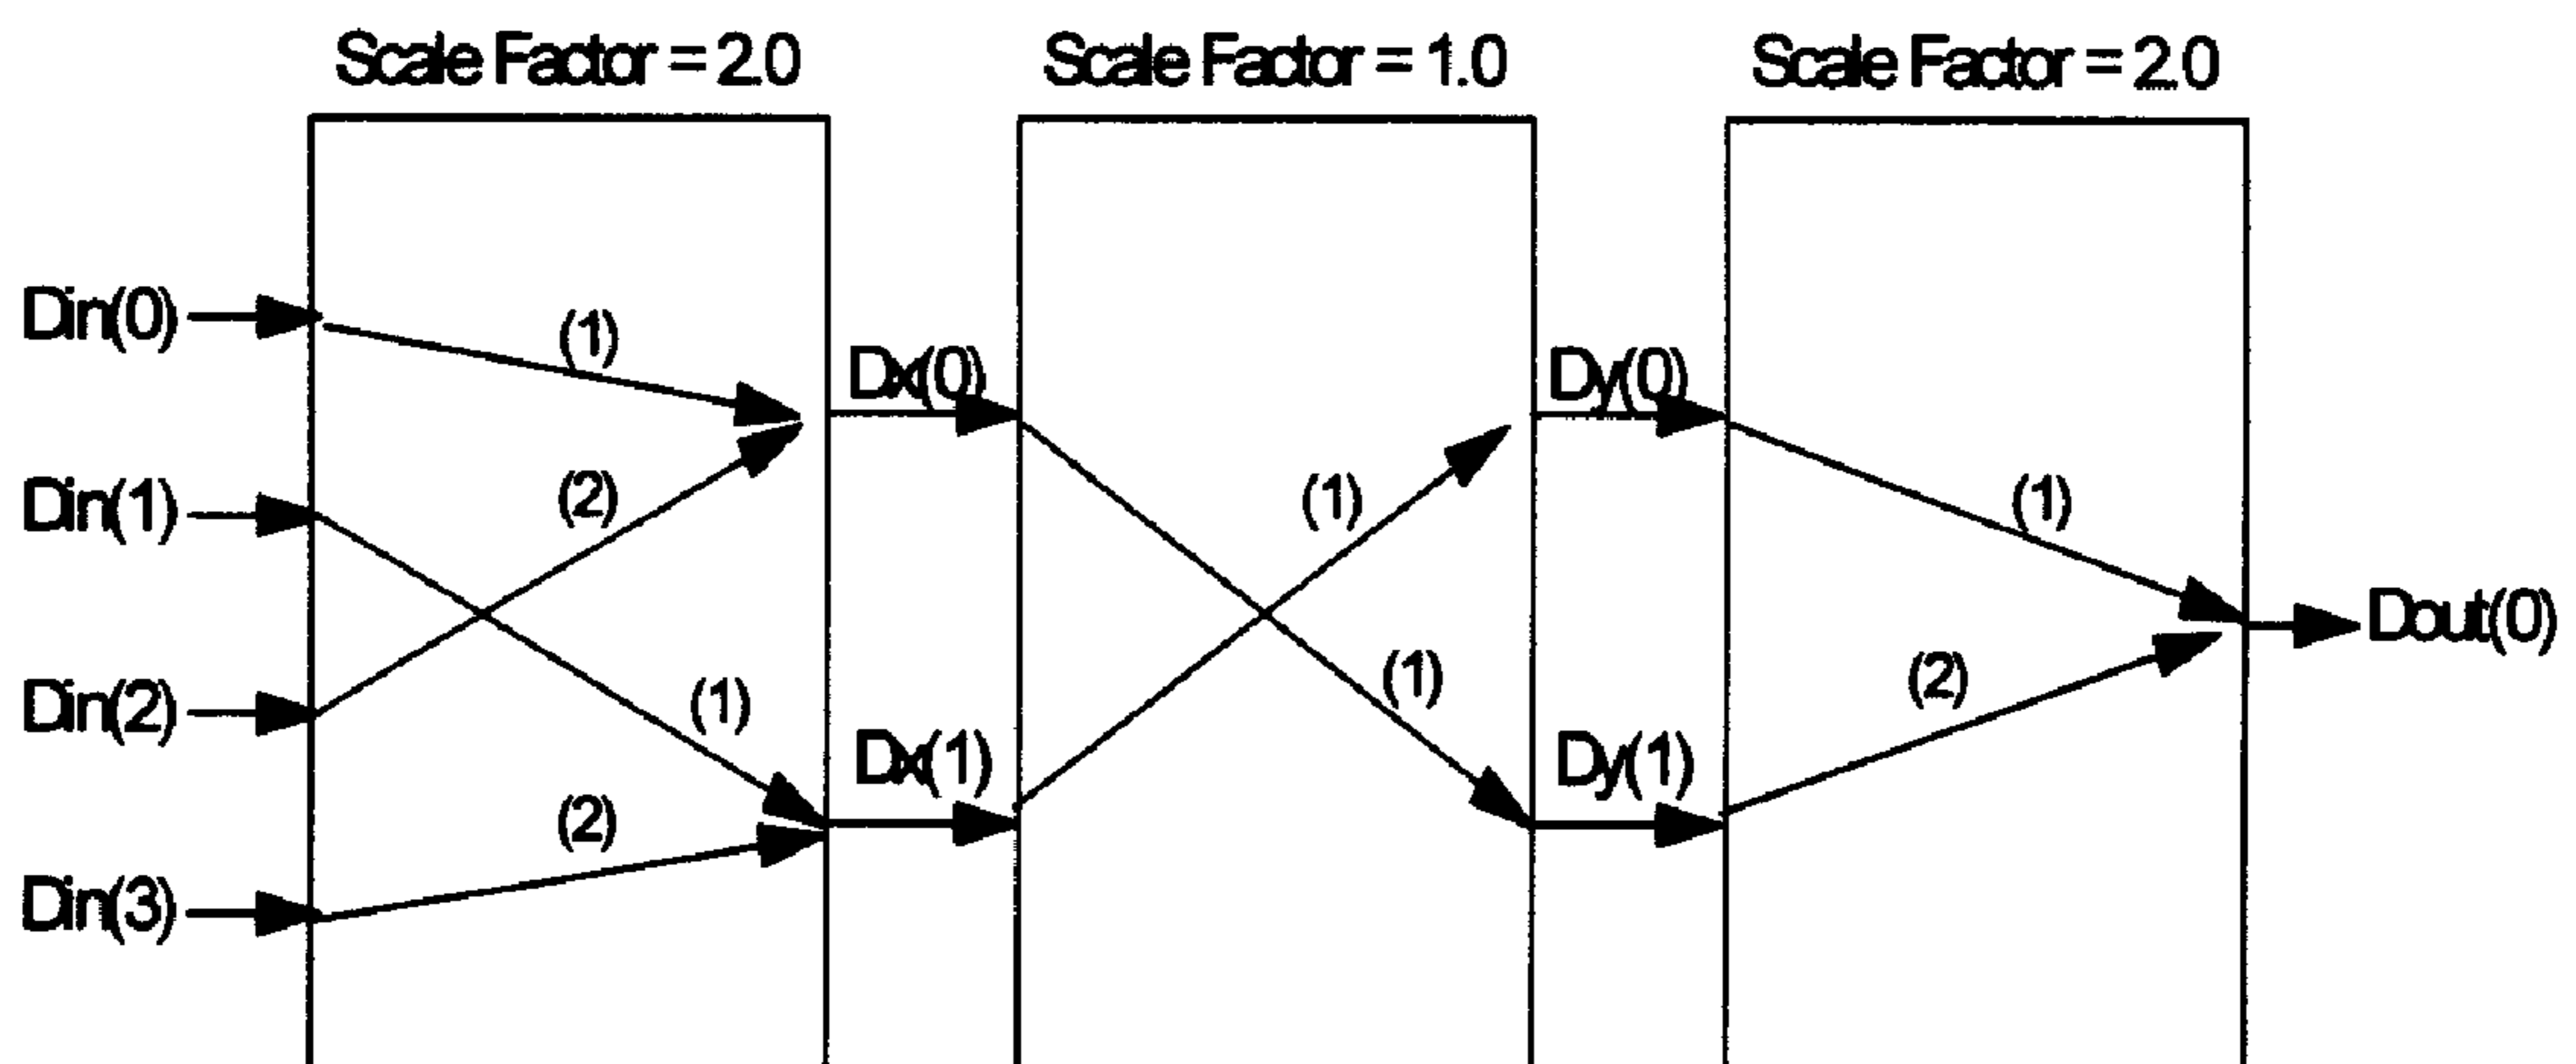 Scale Factor = 2.0
Scale Factor = 1.0
Scale Factor = 2.0
Din(0)
(1)
Dx(0)
Dy(0)
Din(1)
(2)
(1)
(1)
Dout(0)
Din(2)
(1)
(1)
(2)
Dx(1)
Dy(1)
(2)
Din(3)